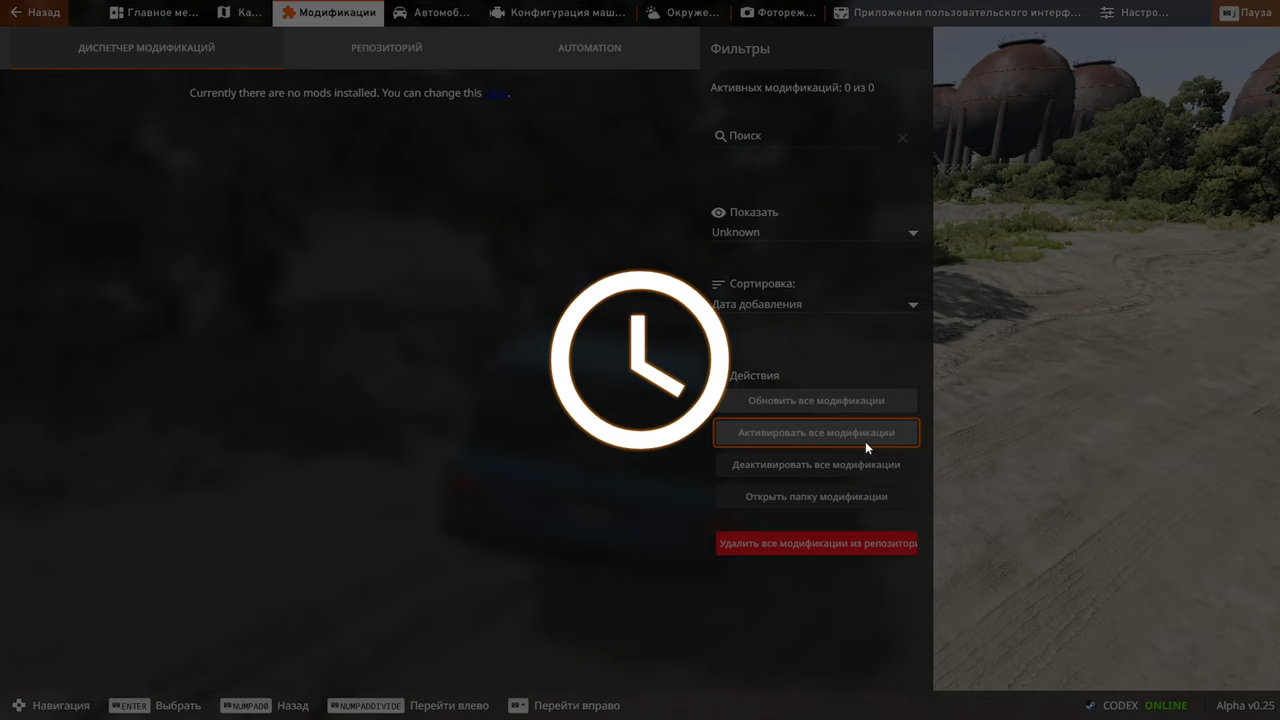 Назад
Главное ме...
Ка...
Модификации
Автомоб...
Конфигурация маш...
Окруже...
Фотореж...
Приложения пользовательского интерф...
Настро...
Пауза
ДИСПЕТЧЕР МОДИФИКАЦИЙ
РЕПОЗИТОРИЙ
AUTOMATION
Currently there are no mods installed. You can change this .
Фильтры
Активных модификаций: 0 из 0
Поиск
Показать
Unknown
Сортировка:
Дата добавления
Действия
Обновить все модификации
Активировать все модификации
Деактивировать все модификации
Открыть папку модификации
Удалить все модификации из репозитори
Навигация
ENTER Выбрать
NUMPAD0 Назад
NUMPADDIVIDE Перейти влево
Перейти вправо
CODEX ONLINE
Alpha v0.25